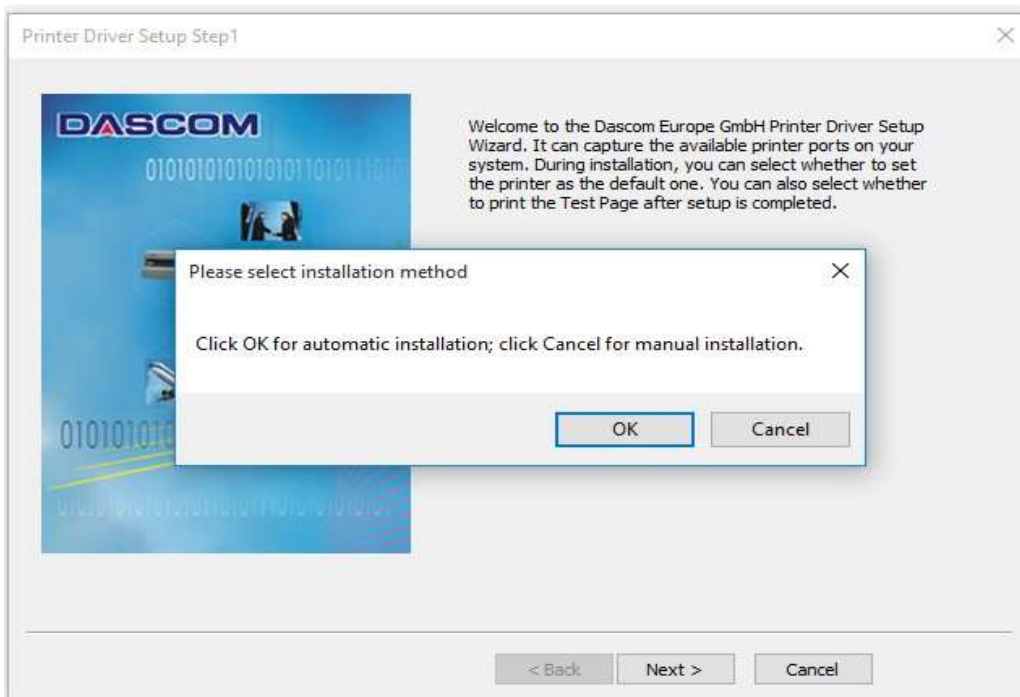 Printer Driver Setup Step1
DASCOM
Welcome to the Dascom Europe GmbH Printer Driver Setup
Wizard. It can capture the available printer ports on your
system. During installation, you can select whether to set
the printer as the default one. You can also select whether
to print the Test Page after setup is completed.
Please select installation method
Click OK for automatic installation; click Cancel for manual installation.
OK Cancel
< Back Next > Cancel